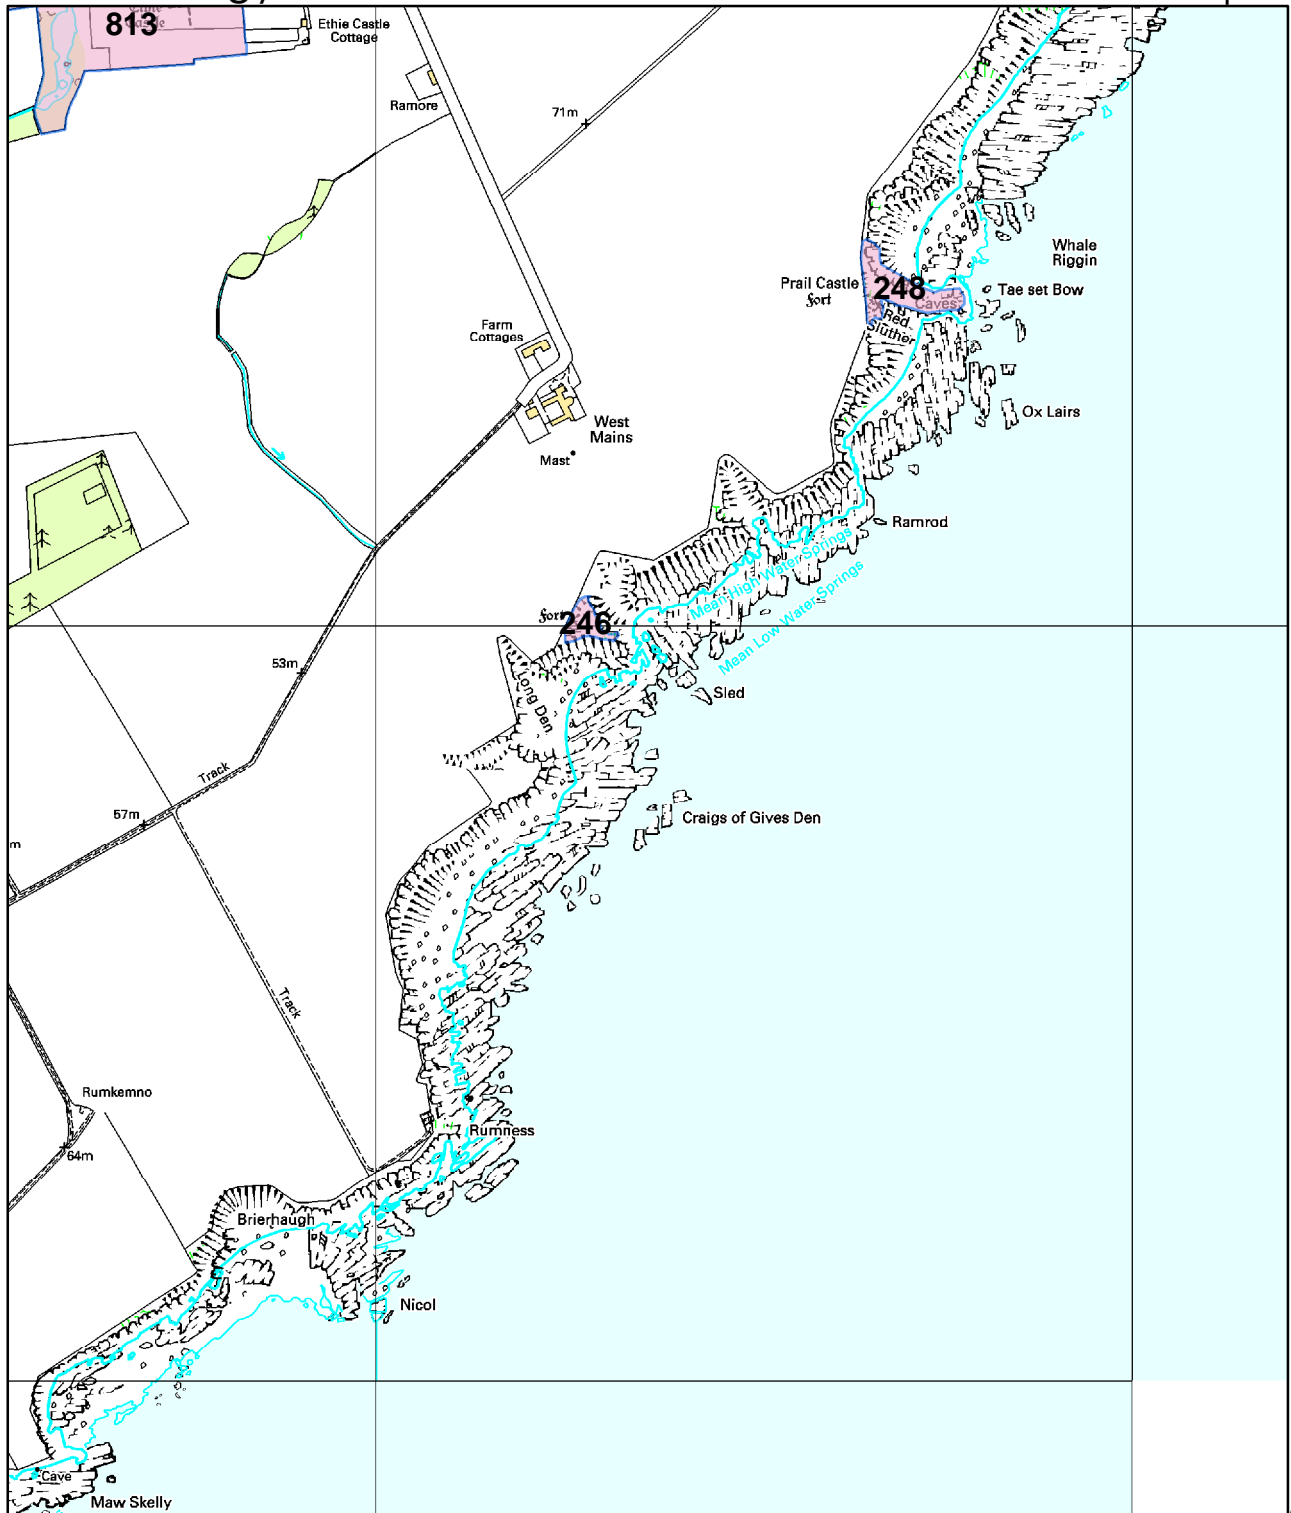 813
Ethie Castle
Cottage
Ramore
71m
Whale
Riggin
Prail Castle
Fort
248
Caves
Tae set Bow
Red
Sluther
Farm
Cottages
Ox Lairs
West
Mains
Mast
Ramrod
Mean High Water Springs
Mean Low Water Springs
Fort
246
53m
Long Den
Sled
Track
57m
m
Craigs of Gives Den
Track
Rumkemno
64m
Rumness
Brierhaugh
Nicol
Cave
Maw Skelly